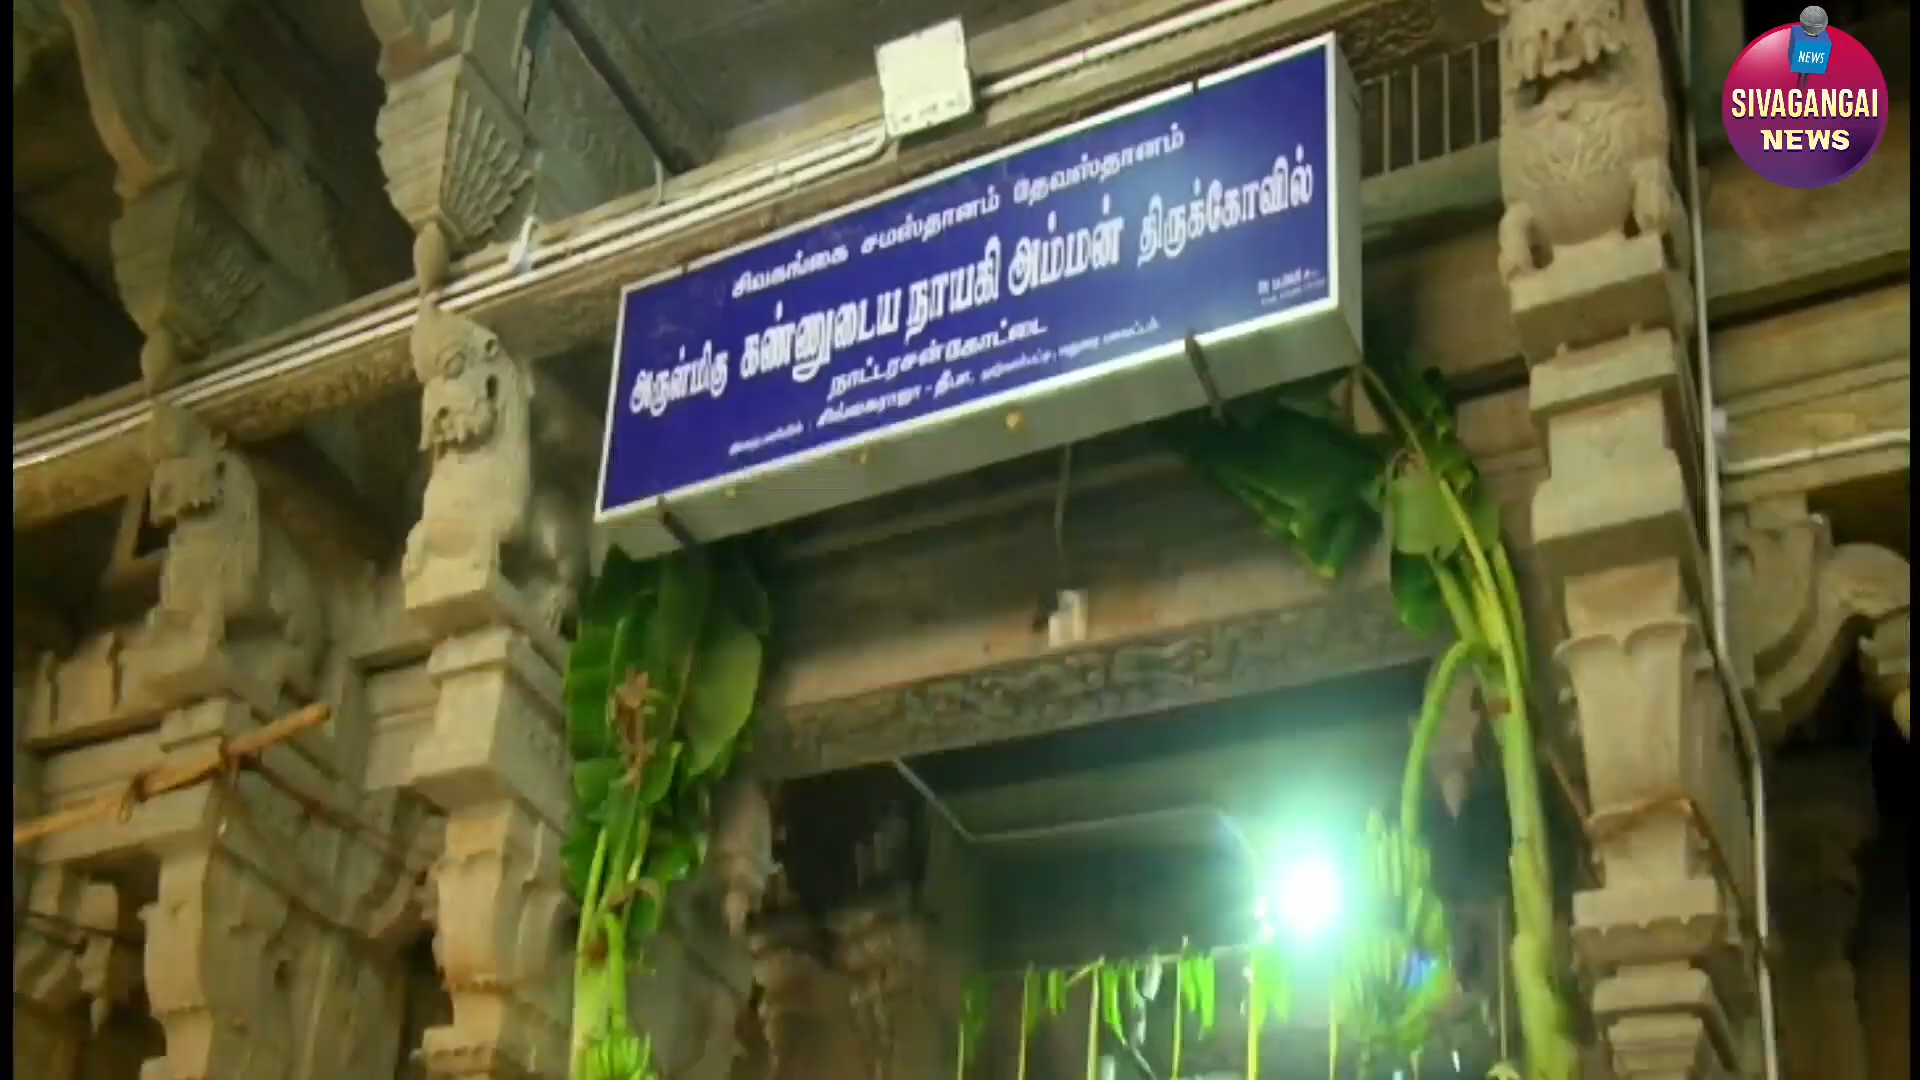 சிவகங்கை சமஸ்தானம் தேவஸ்தானம்
அருள்மிகு கண்ணுடைய நாயகி அம்மன் திருக்கோவில்
நாட்டரசன்கோட்டை
சிங்கைராஜா - தீபா,
NEWS
SIVAGANGAI
NEWS